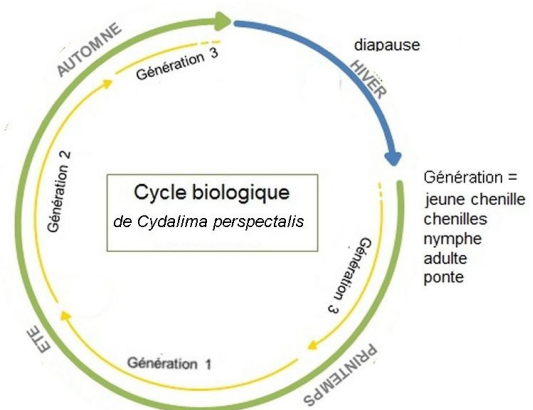 AUTOMNE
Génération 3
diapause
HIVER
Génération 2
Cycle biologique
de Cydalima perspectalis
Génération =
jeune chenille
chenilles
nymphe
adulte
ponte
Génération 3
ETE
Génération 1
PRINTEMPS